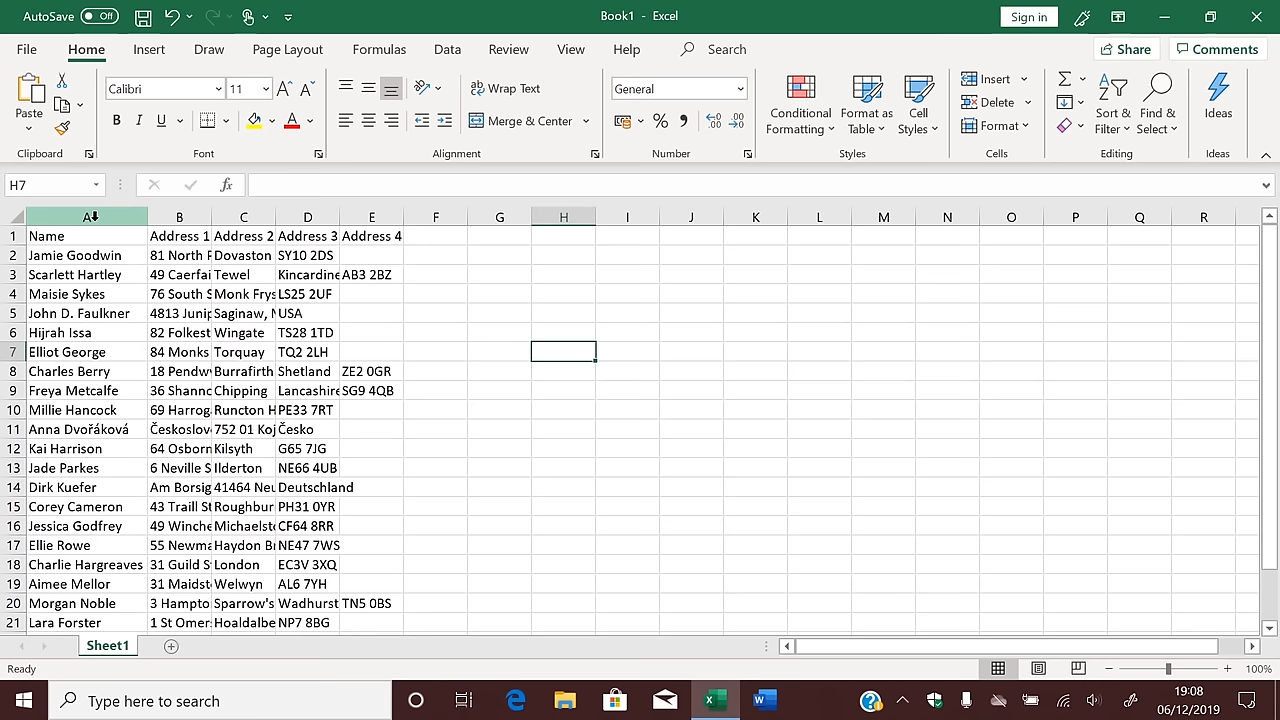 AutoSave Off Book1 - Excel Sign in
File Home Insert Draw Page Layout Formulas Data Review View Help Search Share Comments
Paste Calibri 11 Wrap Text General Conditional Formatting Format as Table Cell Styles Insert Sort & Filter Find & Select Ideas
B I U Merge & Center % Delete
Format
Clipboard Font Alignment Number Styles Cells Editing Ideas
H7 fx
A B C D E F G H I J K L M N O P Q R
1 Name Address 1 Address 2 Address 3 Address 4
2 Jamie Goodwin 81 North Dovaston SY10 2DS
3 Scarlett Hartley 49 Caerfai Tewel Kincardine AB3 2BZ
4 Maisie Sykes 76 South S Monk Frys LS25 2UF
5 John D. Faulkner 4813 Junip Saginaw, USA
6 Hijrah Issa 82 Folkest Wingate TS28 1TD
7 Elliot George 84 Monks Torquay TQ2 2LH
8 Charles Berry 18 Pendw Burrafirth Shetland ZE2 0GR
9 Freya Metcalfe 36 Shanno Chipping Lancashire SG9 4QB
10 Millie Hancock 69 Harrog Runcton H PE33 7RT
11 Anna Dvořáková Českoslov 752 01 Koj Česko
12 Kai Harrison 64 Osborn Kilsyth G65 7JG
13 Jade Parkes 6 Neville S Ilderton NE66 4UB
14 Dirk Kuefer Am Borsig 41464 Neu Deutschland
15 Corey Cameron 43 Traill St Roughbur PH31 0YR
16 Jessica Godfrey 49 Winche Michaelst CF64 8RR
17 Ellie Rowe 55 Newma Haydon Br NE47 7WS
18 Charlie Hargreaves 31 Guild S London EC3V 3XQ
19 Aimee Mellor 31 Maidst Welwyn AL6 7YH
20 Morgan Noble 3 Hampto Sparrow's Wadhurst TN5 0BS
21 Lara Forster 1 St Omer Hoaldalbe NP7 8BG
Sheet1
Ready 100%
Type here to search 19:08
06/12/2019